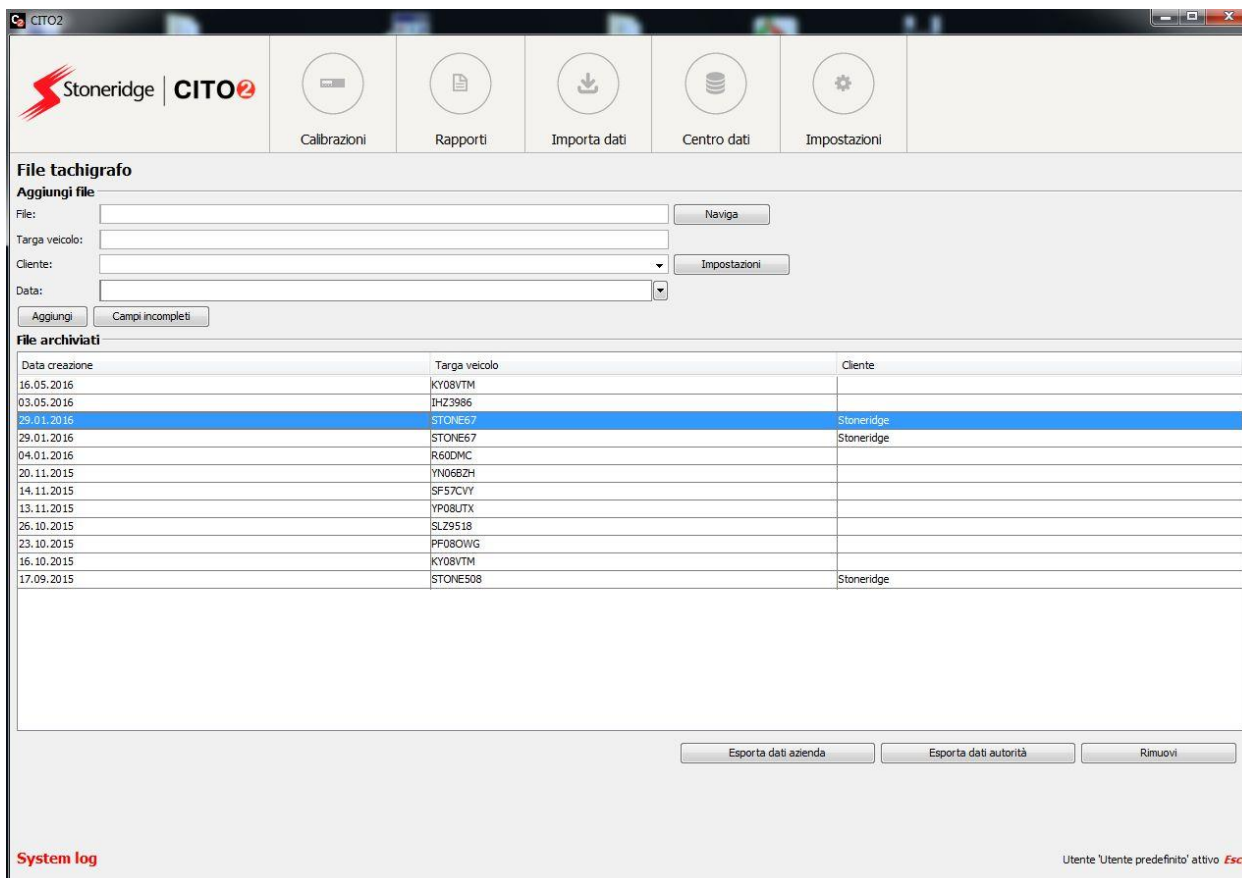 C2 CITO2
Stoneridge | CITO2
Calibrazioni Rapporti Importa dati Centro dati Impostazioni
File tachigrafo
Aggiungi file
File: Naviga
Targa veicolo:
Cliente: Impostazioni
Data:
Aggiungi Campi incompleti
File archiviati
Data creazione Targa veicolo Cliente
16.05.2016 KY08VTM
03.05.2016 IHZ3986
29.01.2016 STONE67 Stoneridge
29.01.2016 STONE67 Stoneridge
04.01.2016 R60DMC
20.11.2015 YN06BZH
14.11.2015 SF57CVY
13.11.2015 YP08UTX
26.10.2015 SLZ9518
23.10.2015 PF08OWG
16.10.2015 KY08VTM
17.09.2015 STONE508 Stoneridge
Esporta dati azienda Esporta dati autorità Rimuovi
System log Utente 'Utente predefinito' attivo Esc